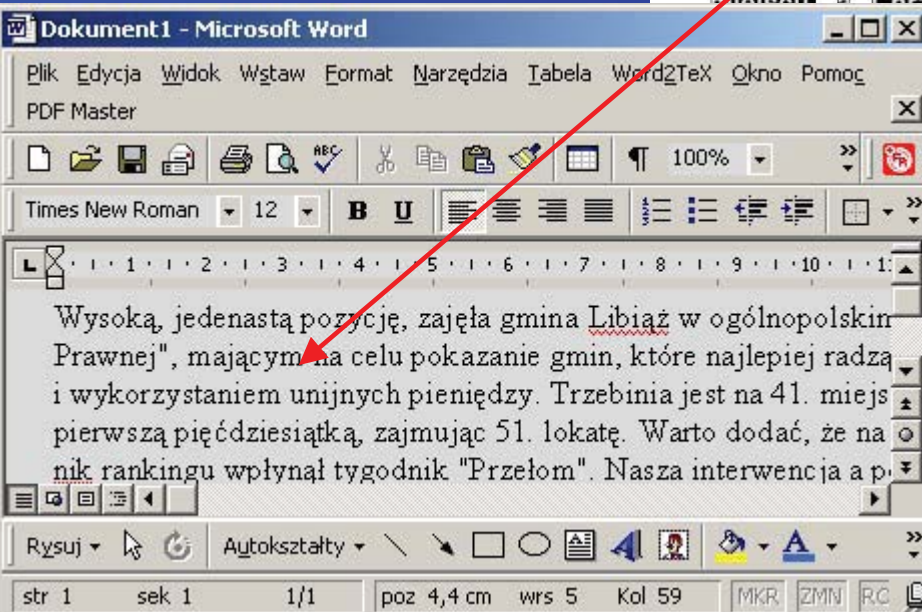 Dokument1 - Microsoft Word
Plik Edycja Widok Wstaw Format Narzędzia Tabela Word2TeX Okno Pomoc
PDF Master
ABC ¶ 100%
Times New Roman 12 B U
1 2 3 4 5 6 7 8 9 10
Wysoką, jedenastą pozycję, zajęła gmina Libiąż w ogólnopolskim
Prawnej", mającym na celu pokazanie gmin, które najlepiej radzą
i wykorzystaniem unijnych pieniędzy. Trzebinia jest na 41. miejs
pierwszą pięćdziesiątką, zajmując 51. lokatę. Warto dodać, że na
nik rankingu wpłynął tygodnik "Przełom". Nasza interwencja a p
Rysuj Autokształty A A
str 1 sek 1 1/1 poz 4,4 cm wrs 5 Kol 59 MKR ZMN